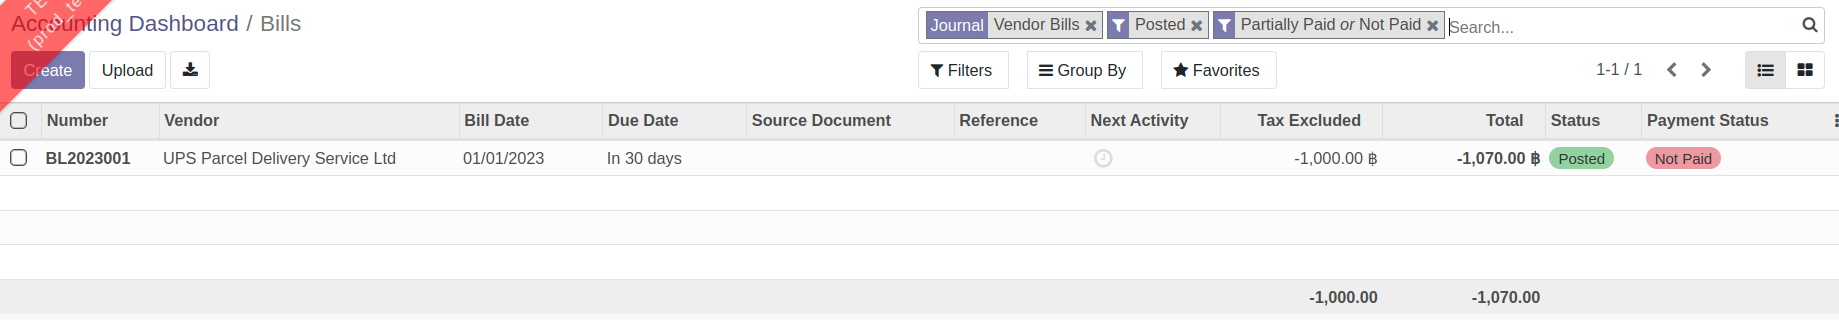 TE
(prod_te
Accounting Dashboard / Bills
Journal Vendor Bills Posted Partially Paid or Not Paid Search...
Create Upload Filters Group By Favorites 1-1 / 1
Number Vendor Bill Date Due Date Source Document Reference Next Activity Tax Excluded Total Status Payment Status
BL2023001 UPS Parcel Delivery Service Ltd 01/01/2023 In 30 days -1,000.00 ฿ -1,070.00 ฿ Posted Not Paid
-1,000.00 -1,070.00